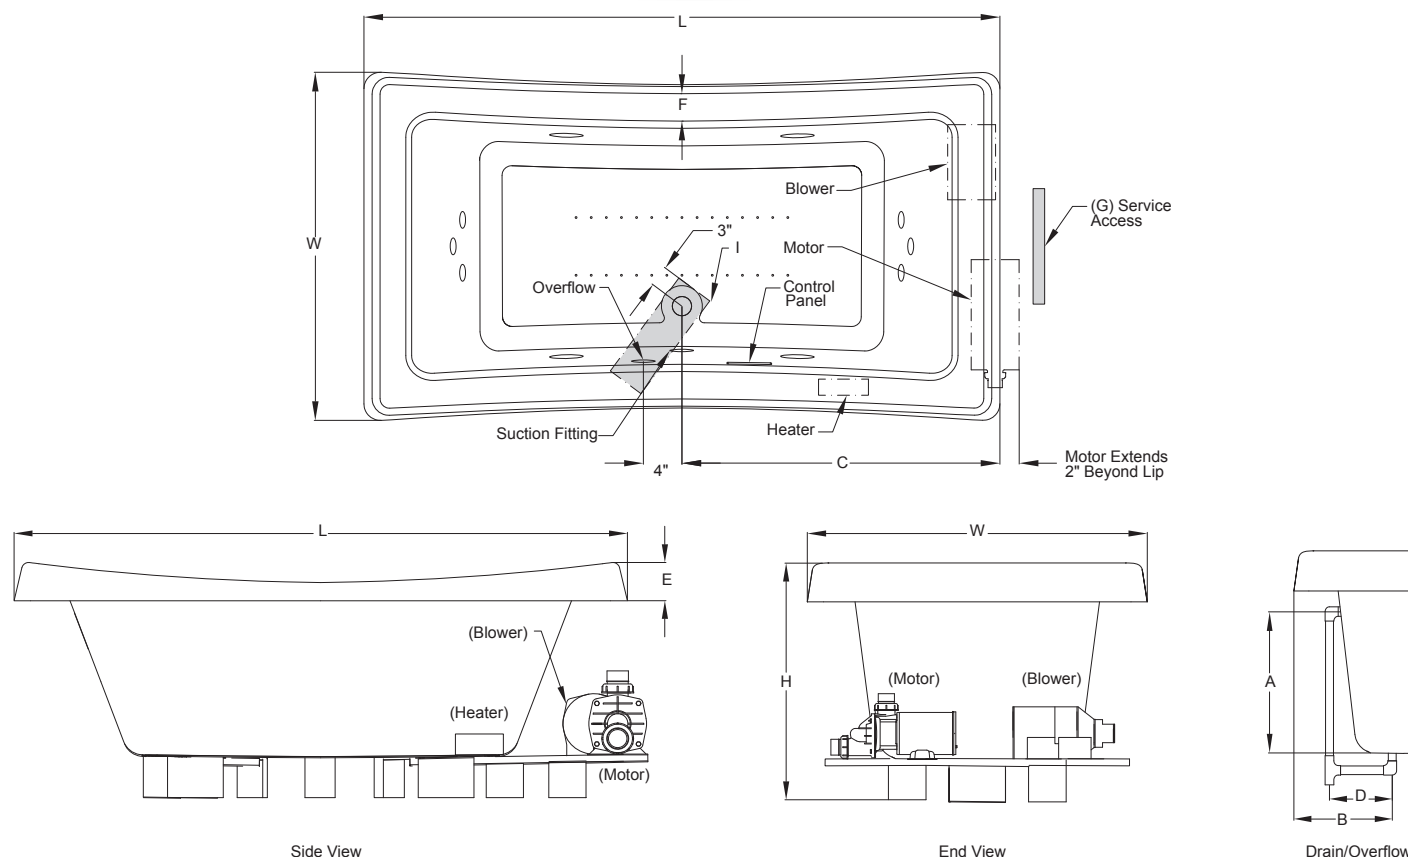 L
F
Blower
(G) Service
Access
W
3"
I
Motor
Overflow
Control
Panel
Suction Fitting
Heater
4"
C
Motor Extends
2" Beyond Lip
L
E
(Blower)
(Heater)
(Motor)
Side View
W
H
(Motor)
(Blower)
End View
A
D
B
Drain/Overflow